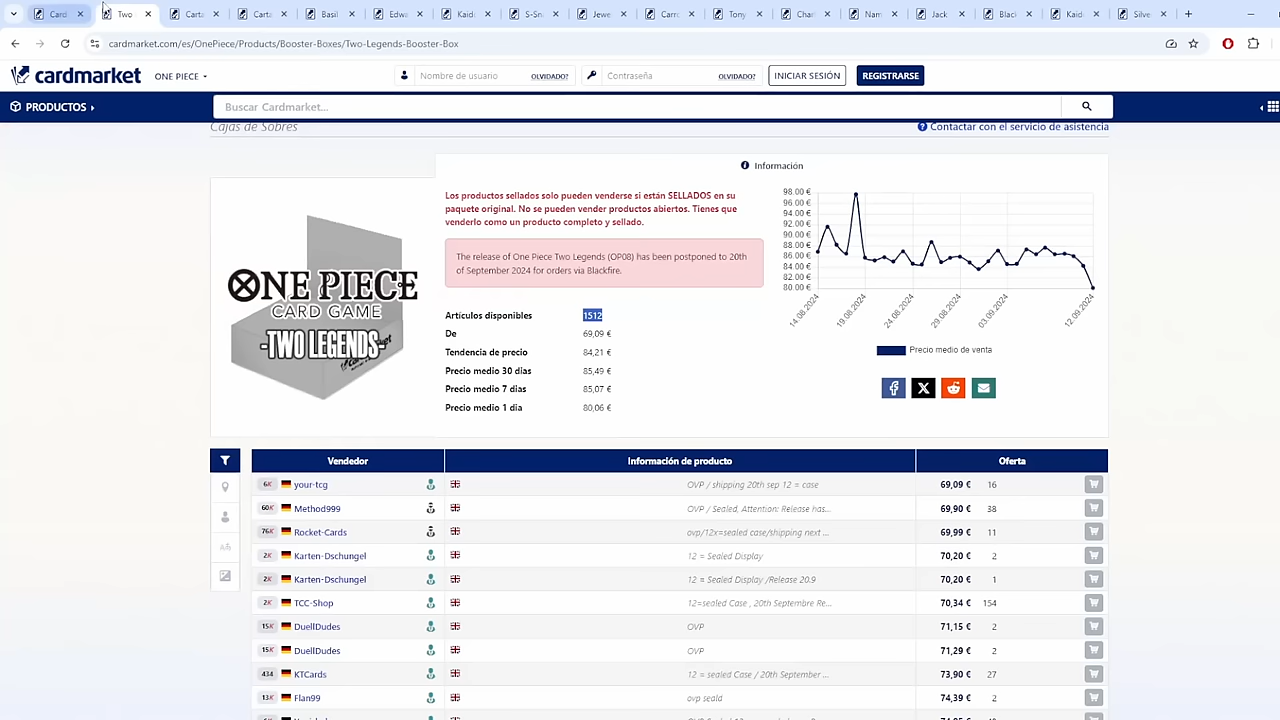 Card
Two
Carta
Carta
Basil
Edwa
Kaido
S-Sn
Jewe
Carro
Tony
Charl
Nam
Jack
Black
Kaid
Silve
cardmarket.com/es/OnePiece/Products/Booster-Boxes/Two-Legends-Booster-Box
cardmarket
ONE PIECE
Nombre de usuario
OLVIDADO?
Contraseña
OLVIDADO?
INICIAR SESIÓN
REGISTRARSE
PRODUCTOS
Buscar Cardmarket...
Cajas de Sobres
Contactar con el servicio de asistencia
Información
ONE PIECE
CARD GAME
-TWO LEGENDS-
Los productos sellados solo pueden venderse si están SELLADOS en su
paquete original. No se pueden vender productos abiertos. Tienes que
venderlo como un producto completo y sellado.
The release of One Piece Two Legends (OP08) has been postponed to 20th
of September 2024 for orders via Blackfire.
Artículos disponibles 1512
De 69,09 €
Tendencia de precio 84,21 €
Precio medio 30 días 85,49 €
Precio medio 7 días 85,07 €
Precio medio 1 día 80,06 €
98.00 €
96.00 €
94.00 €
92.00 €
90.00 €
88.00 €
86.00 €
84.00 €
82.00 €
80.00 €
14.08.2024
19.08.2024
24.08.2024
29.08.2024
03.09.2024
12.09.2024
Precio medio de venta
Vendedor Información de producto Oferta
6K your-tcg OVP / shipping 20th sep 12 = case 69,09 € 16
60K Method999 OVP / Sealed, Attention: Release has... 69,90 € 38
76K Rocket-Cards ovp/12x=sealed case/shipping next ... 69,99 € 11
2K Karten-Dschungel 12 = Sealed Display 70,20 € 2
2K Karten-Dschungel 12 = Sealed Display /Release 20.9 70,20 € 1
2K TCC-Shop 12=sealed Case , 20th Septembre Re... 70,34 € 154
15K DuellDudes OVP 71,15 € 2
15K DuellDudes OVP 71,29 € 2
434 KTCards 12 = sealed Case / 20th September ... 73,90 € 27
13K Flan99 ovp seald 74,39 € 2